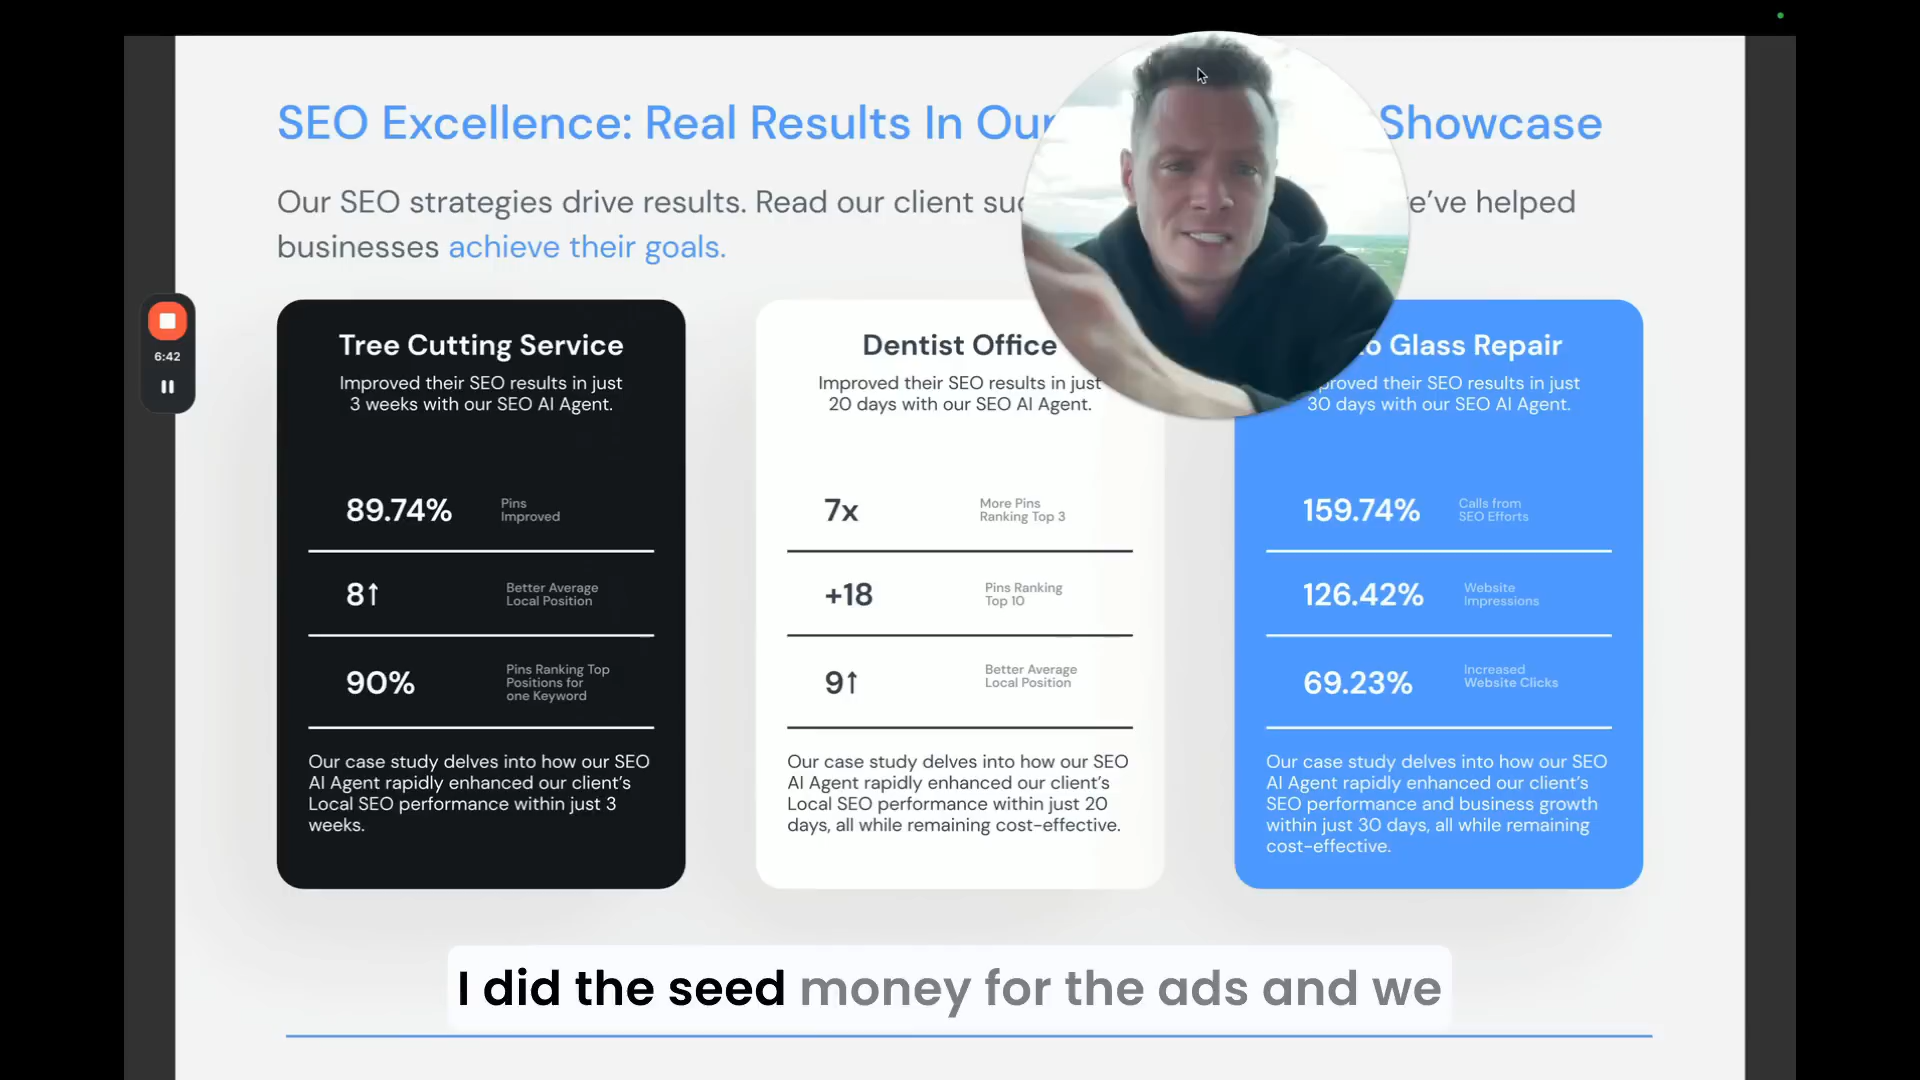 SEO Excellence: Real Results In Our Showcase
Our SEO strategies drive results. Read our client e've helped
businesses achieve their goals.
6:42
Tree Cutting Service
Improved their SEO results in just
3 weeks with our SEO AI Agent.
89.74% Pins
Improved
8↑ Better Average
Local Position
90% Pins Ranking Top
Positions for
one Keyword
Our case study delves into how our SEO
AI Agent rapidly enhanced our client's
Local SEO performance within just 3
weeks.
Dentist Office
Improved their SEO results in just
20 days with our SEO AI Agent.
7x More Pins
Ranking Top 3
+18 Pins Ranking
Top 10
9↑ Better Average
Local Position
Our case study delves into how our SEO
AI Agent rapidly enhanced our client's
Local SEO performance within just 20
days, all while remaining cost-effective.
Glass Repair
proved their SEO results in just
30 days with our SEO AI Agent.
159.74% Calls from
SEO Efforts
126.42% Website
Impressions
69.23% Increased
Website Clicks
Our case study delves into how our SEO
AI Agent rapidly enhanced our client's
SEO performance and business growth
within just 30 days, all while remaining
cost-effective.
I did the seed money for the ads and we